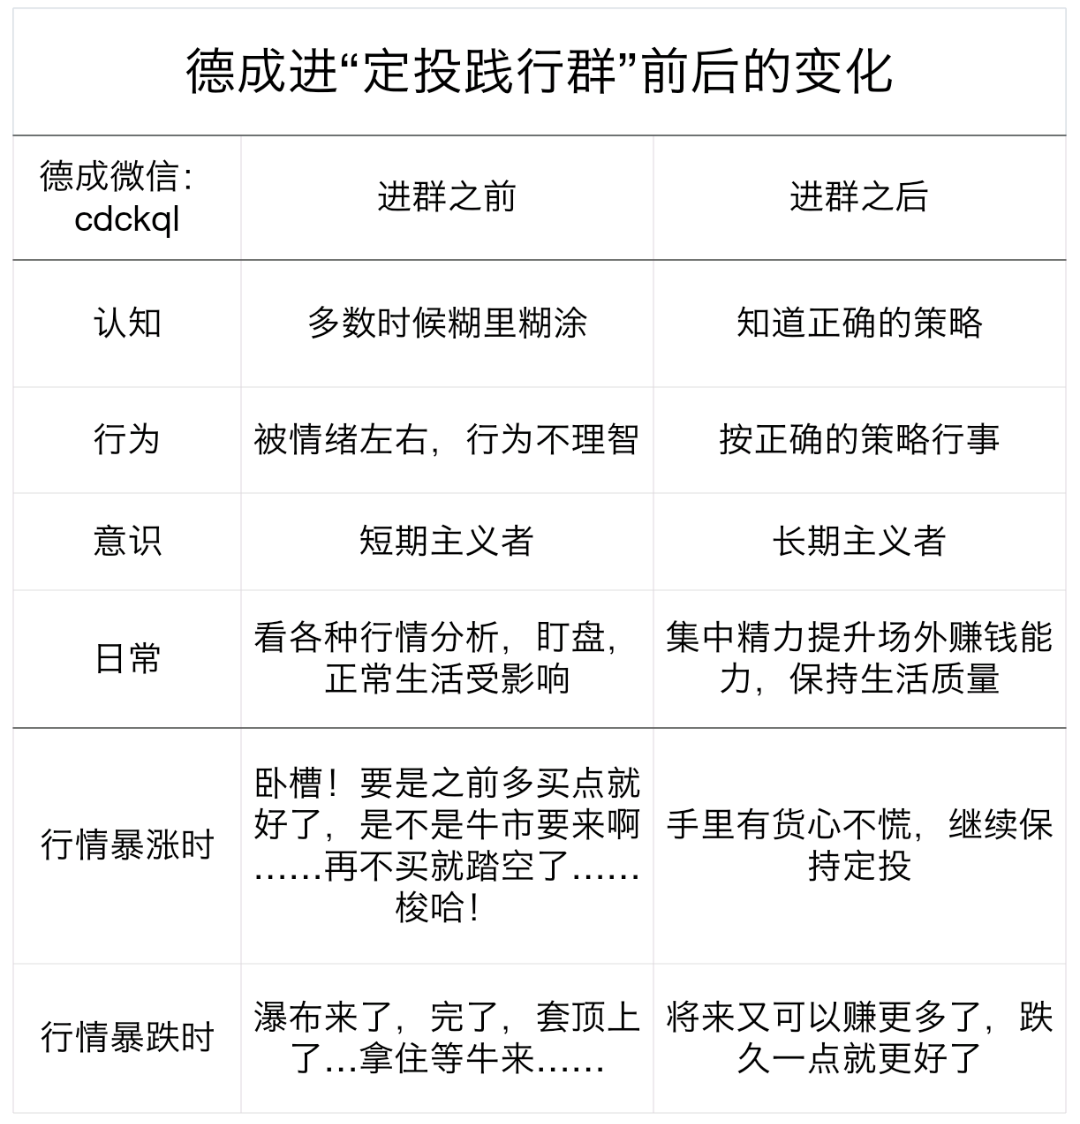 德成进“定投践行群”前后的变化
德成微信：
cdckql
进群之前
进群之后
认知
多数时候糊里糊涂
知道正确的策略
行为
被情绪左右，行为不理智
按正确的策略行事
意识
短期主义者
长期主义者
日常
看各种行情分析，盯盘，
正常生活受影响
集中精力提升场外赚钱能
力，保持生活质量
行情暴涨时
卧槽！要是之前多买点就
好了，是不是牛市要来啊
……再不买就踏空了……
梭哈！
手里有货心不慌，继续保
持定投
行情暴跌时
瀑布来了，完了，套顶上
了…拿住等牛来……
将来又可以赚更多了，跌
久一点就更好了